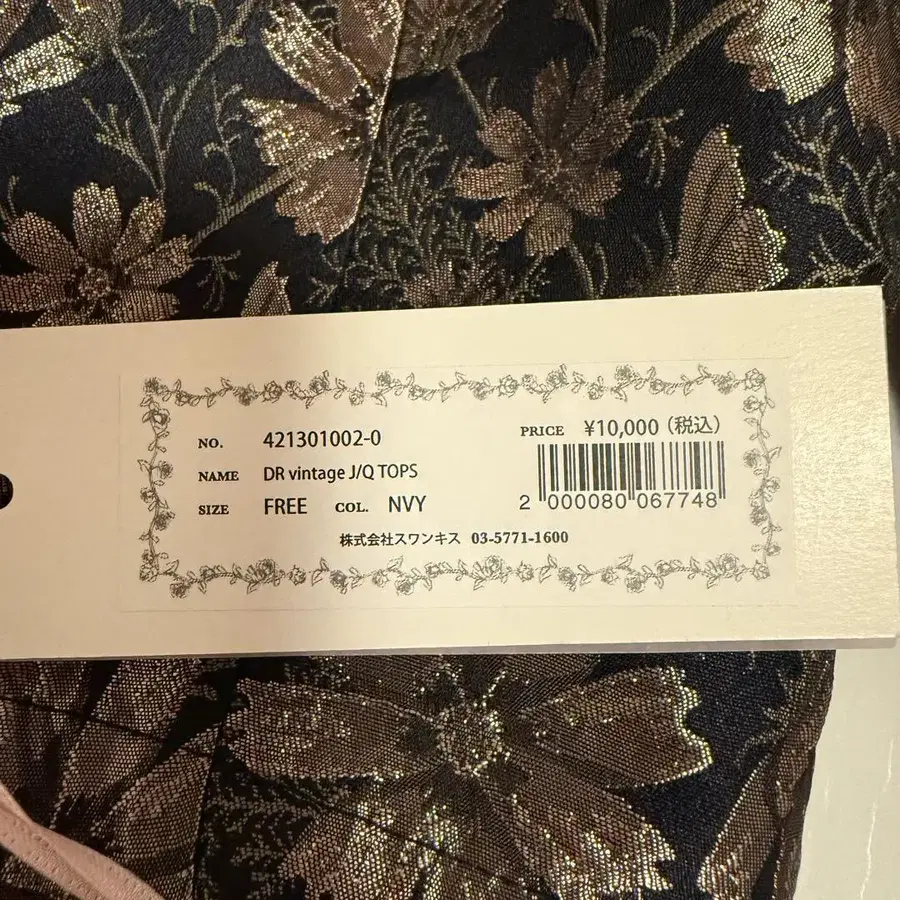 NO. 421301002-0
NAME DR vintage J/Q TOPS
SIZE FREE COL. NVY
PRICE ¥10,000（税込）
2 000080 067748
株式会社スワンキス 03-5771-1600